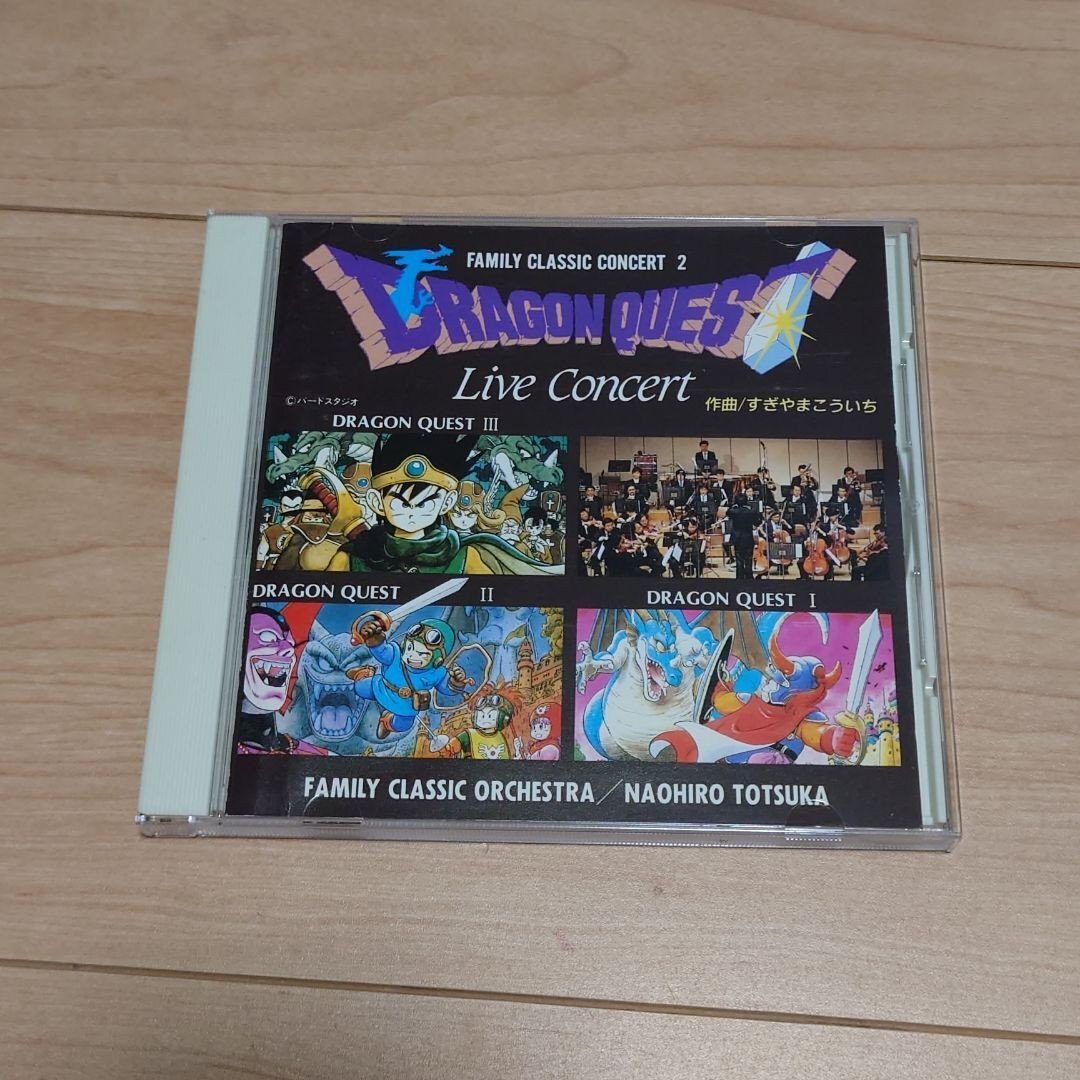 FAMILY CLASSIC CONCERT 2
DRAGON QUEST
Live Concert
©バードスタジオ
作曲/すぎやまこういち
DRAGON QUEST III
DRAGON QUEST II
DRAGON QUEST I
FAMILY CLASSIC ORCHESTRA/NAOHIRO TOTSUKA